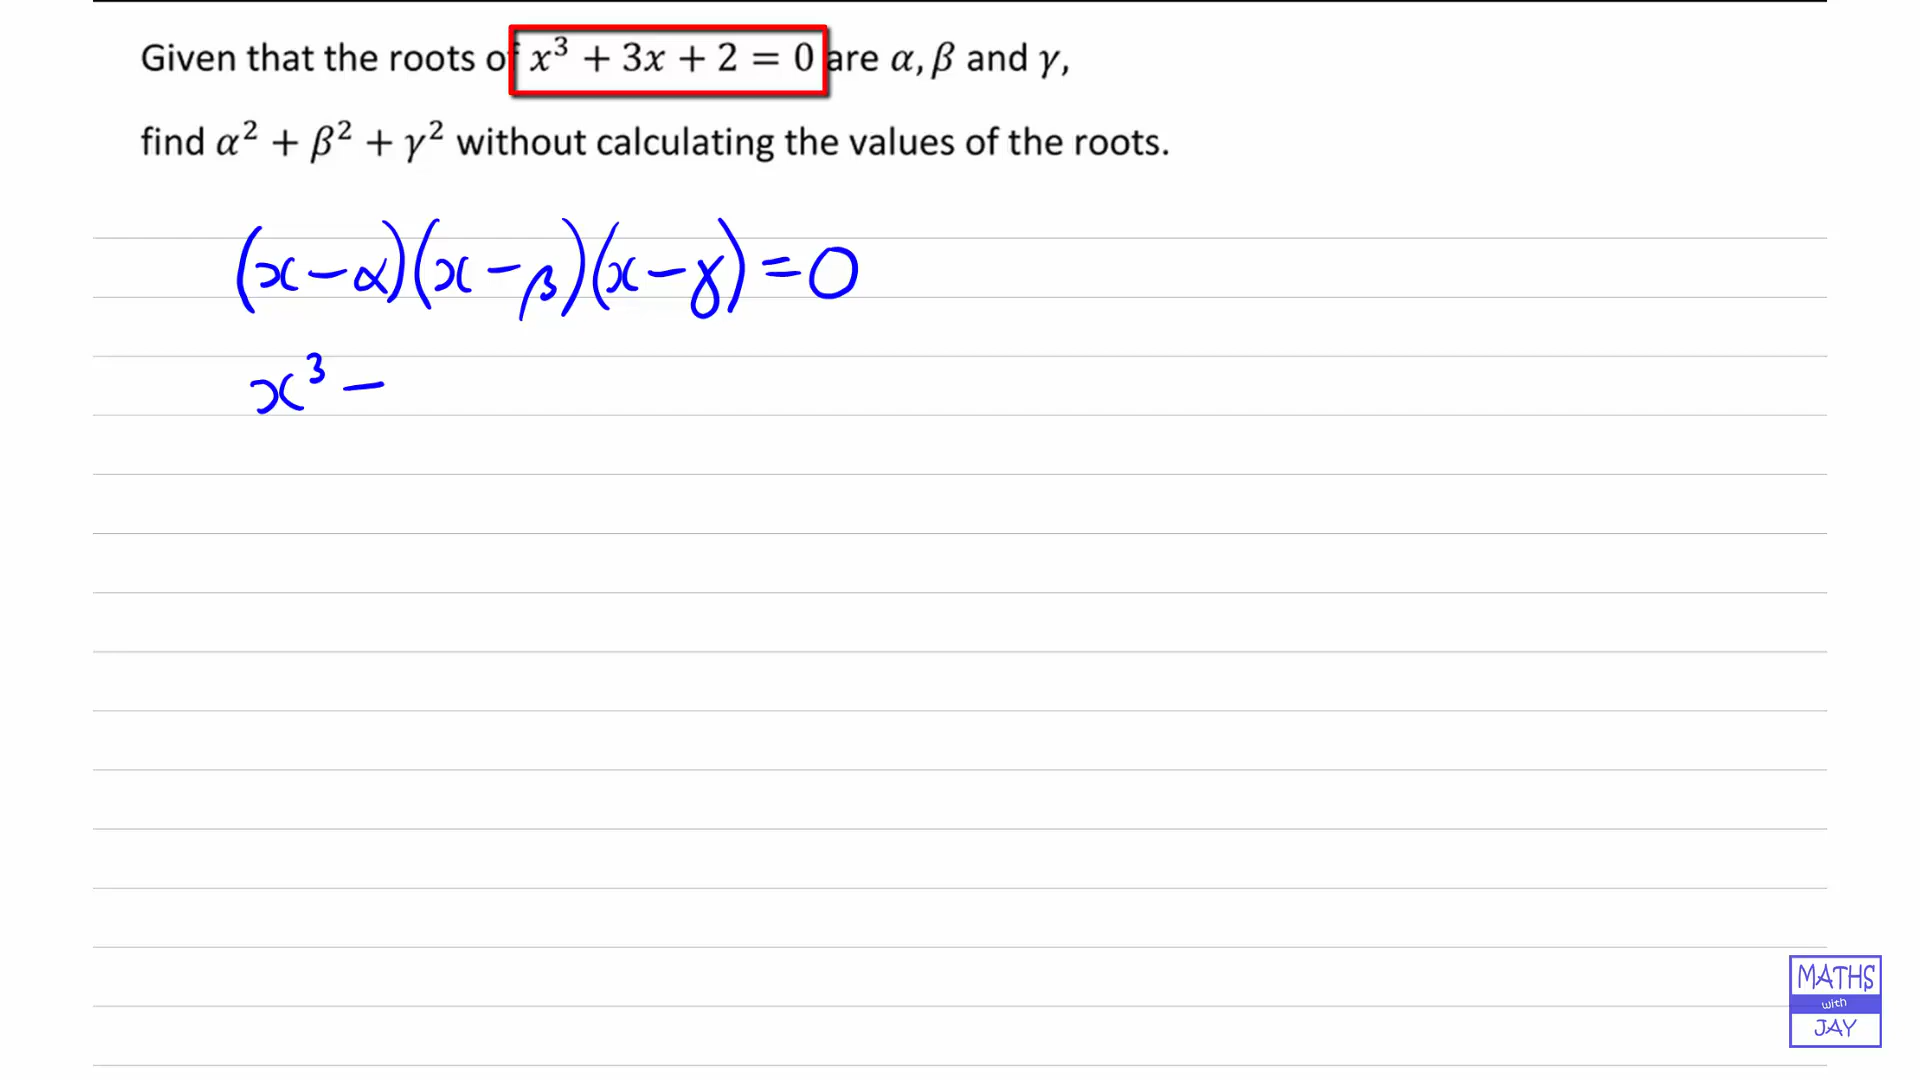 Given that the roots of x³ + 3x + 2 = 0 are α, β and γ,
find α² + β² + γ² without calculating the values of the roots.
(x−α)(x−β)(x−γ)=0
x³ −
MATHS
with
JAY